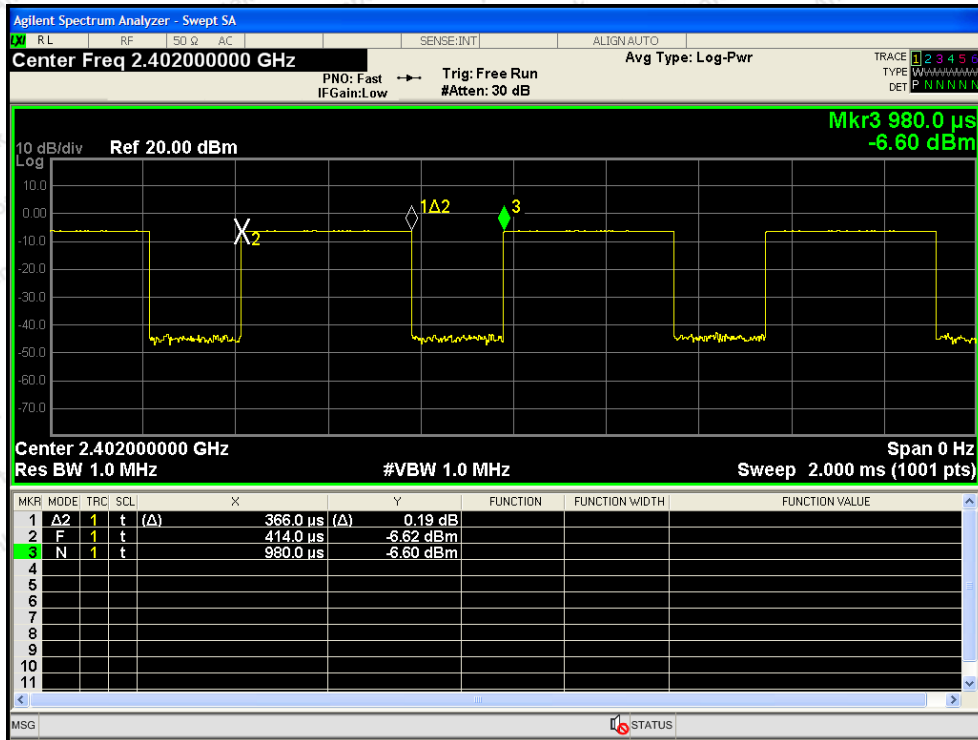 Agilent Spectrum Analyzer - Swept SA
LXI RL RF 50 Ω AC SENSE:INT ALIGN AUTO
Center Freq 2.402000000 GHz Avg Type: Log-Pwr TRACE 1 2 3 4 5 6
PNO: Fast Trig: Free Run TYPE WWWWWW
IFGain:Low #Atten: 30 dB DET P N N N N N
Mkr3 980.0 µs
10 dB/div Ref 20.00 dBm -6.60 dBm
Log
10.0
0.00 1Δ2 3
-10.0 2
-20.0
-30.0
-40.0
-50.0
-60.0
-70.0
Center 2.402000000 GHz Span 0 Hz
Res BW 1.0 MHz #VBW 1.0 MHz Sweep 2.000 ms (1001 pts)
MKR MODE TRC SCL X Y FUNCTION FUNCTION WIDTH FUNCTION VALUE
1 Δ2 1 t (Δ) 366.0 µs (Δ) 0.19 dB
2 F 1 t 414.0 µs -6.62 dBm
3 N 1 t 980.0 µs -6.60 dBm
4
5
6
7
8
9
10
11
MSG STATUS